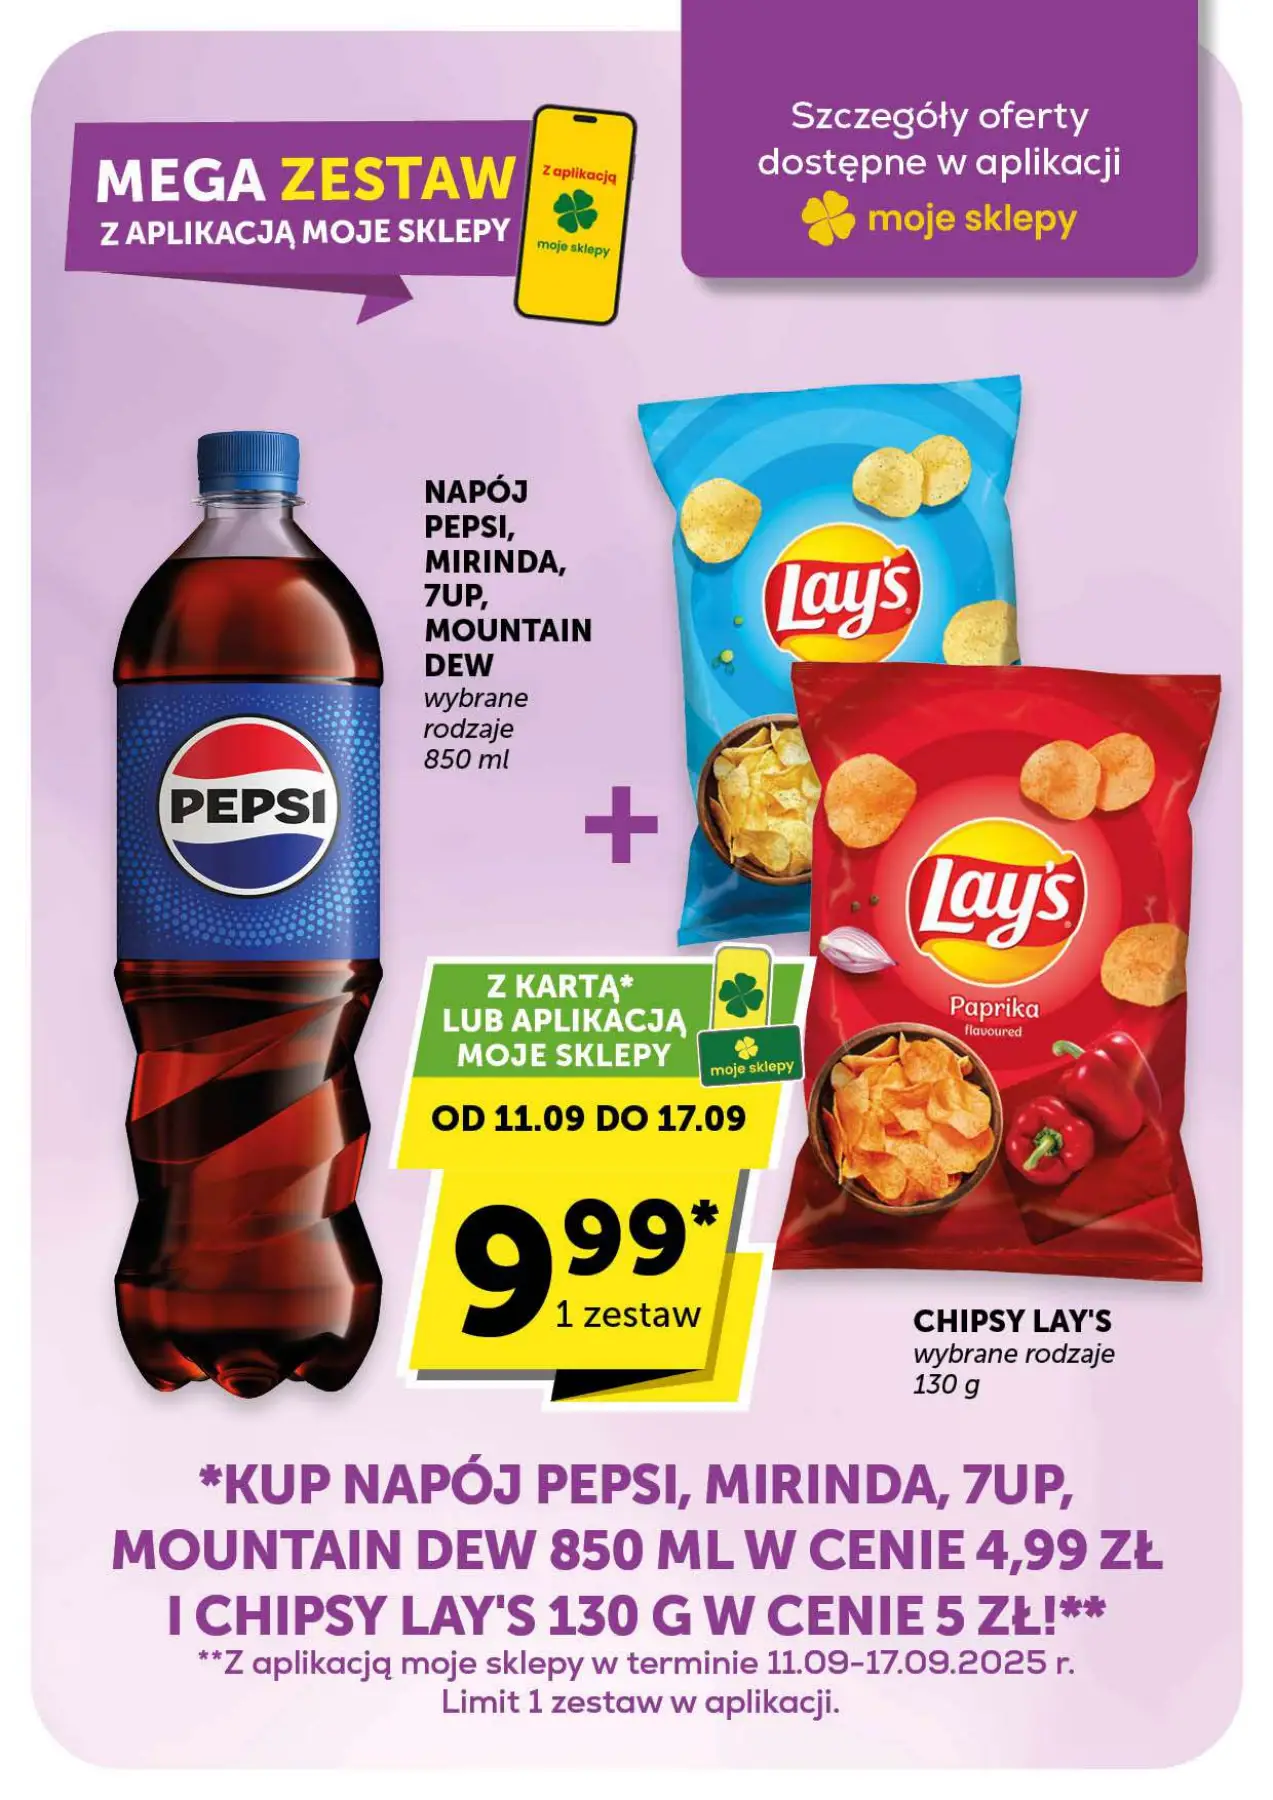 Szczegóły oferty
dostępne w aplikacji
moje sklepy
MEGA ZESTAW
Z APLIKACJĄ MOJE SKLEPY
Z aplikacją
moje sklepy
NAPÓJ
PEPSI,
MIRINDA,
7UP,
MOUNTAIN
DEW
wybrane
rodzaje
850 ml
PEPSI
+
Lay's
Lay's
Paprika
flavoured
Z KARTĄ*
LUB APLIKACJĄ
MOJE SKLEPY
moje sklepy
OD 11.09 DO 17.09
9 99*
1 zestaw
CHIPSY LAY'S
wybrane rodzaje
130 g
*KUP NAPÓJ PEPSI, MIRINDA, 7UP,
MOUNTAIN DEW 850 ML W CENIE 4,99 ZŁ
I CHIPSY LAY'S 130 G W CENIE 5 ZŁ!**
**Z aplikacją moje sklepy w terminie 11.09-17.09.2025 r.
Limit 1 zestaw w aplikacji.